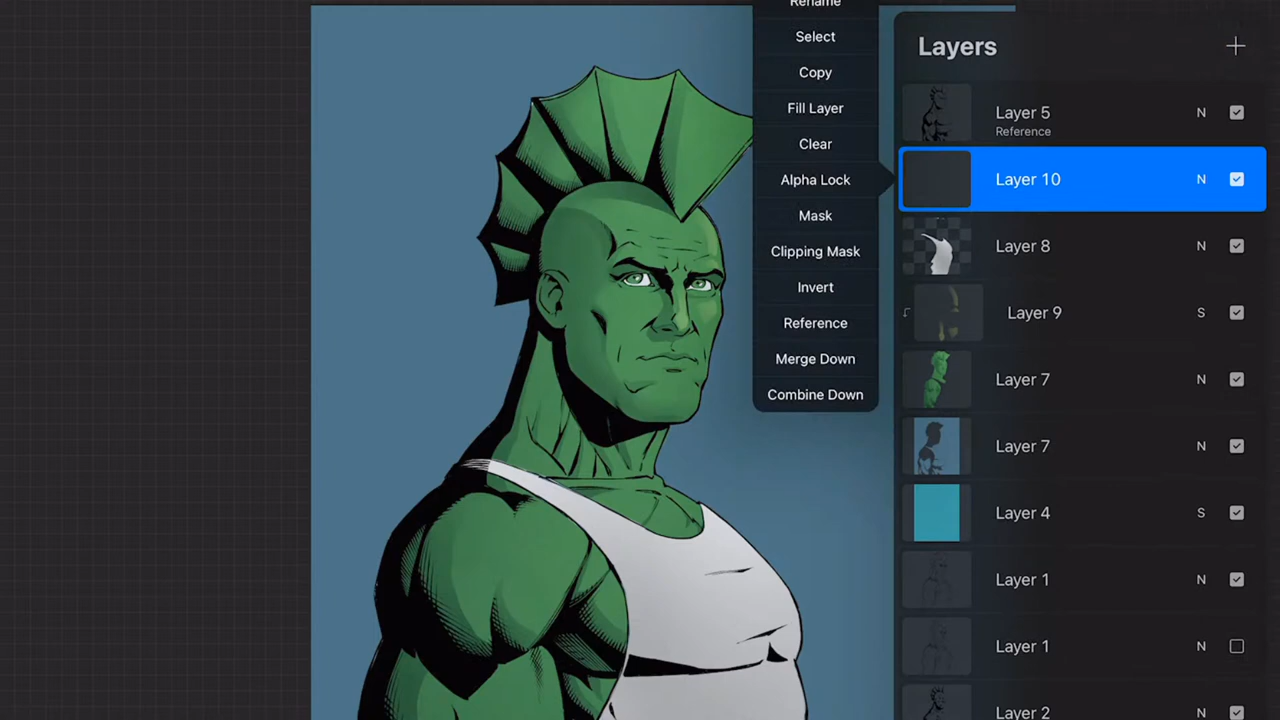 Rename
Select
Copy
Fill Layer
Clear
Alpha Lock
Mask
Clipping Mask
Invert
Reference
Merge Down
Combine Down
Layers
Layer 5 N
Reference
Layer 10 N
Layer 8 N
Layer 9 S
Layer 7 N
Layer 7 N
Layer 4 S
Layer 1 N
Layer 1 N
Layer 2 N